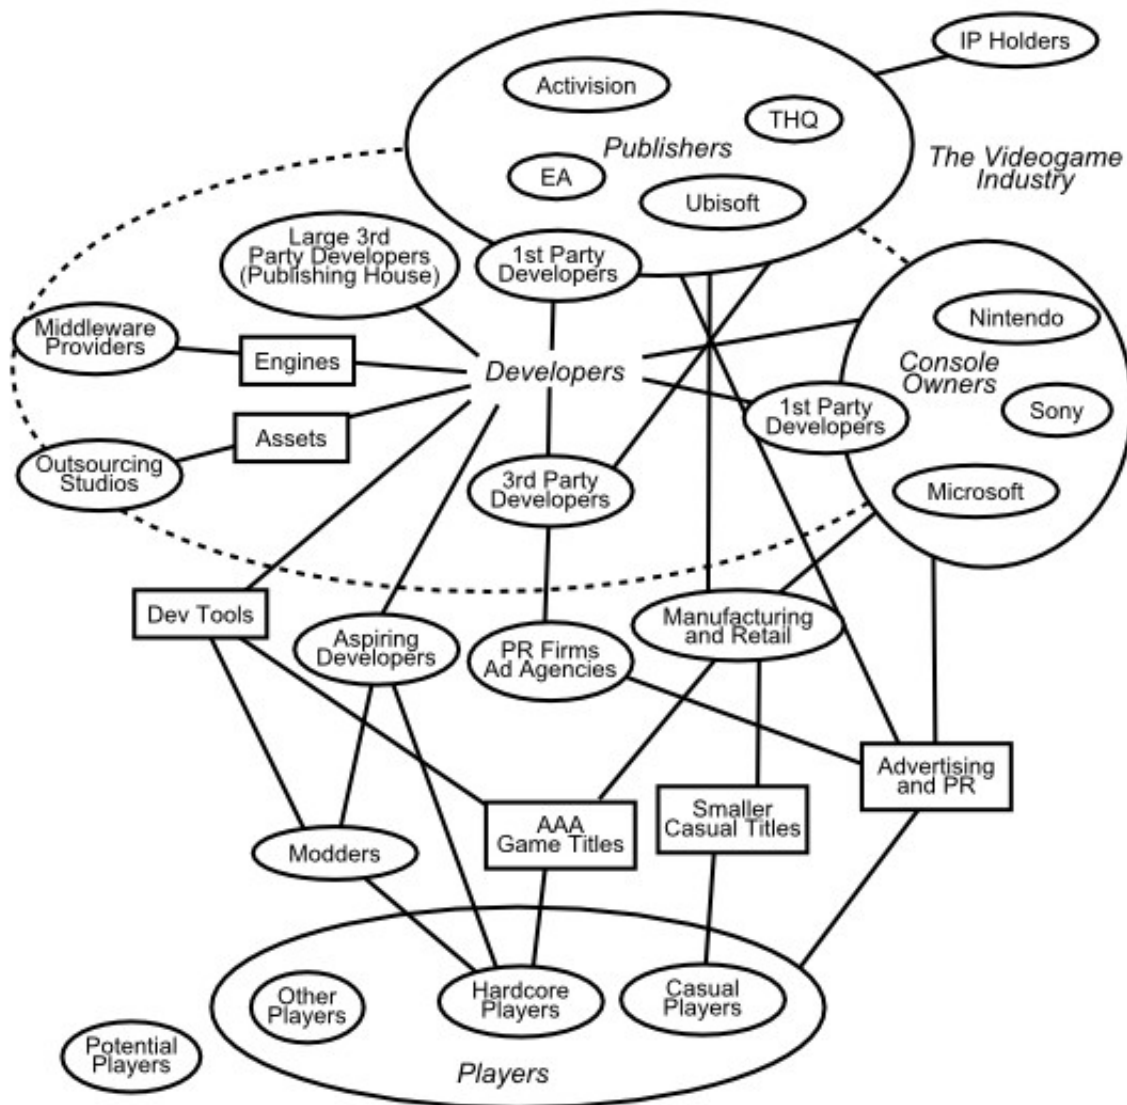 IP Holders
Activision
THQ
Publishers
The Videogame
Industry
EA
Ubisoft
Large 3rd
Party Developers
(Publishing House)
1st Party
Developers
Middleware
Providers
Engines
Developers
Nintendo
Console
Owners
Sony
1st Party
Developers
Assets
Outsourcing
Studios
3rd Party
Developers
Microsoft
Dev Tools
Aspiring
Developers
PR Firms
Ad Agencies
Manufacturing
and Retail
Advertising
and PR
AAA
Game Titles
Smaller
Casual Titles
Modders
Other
Players
Hardcore
Players
Casual
Players
Potential
Players
Players